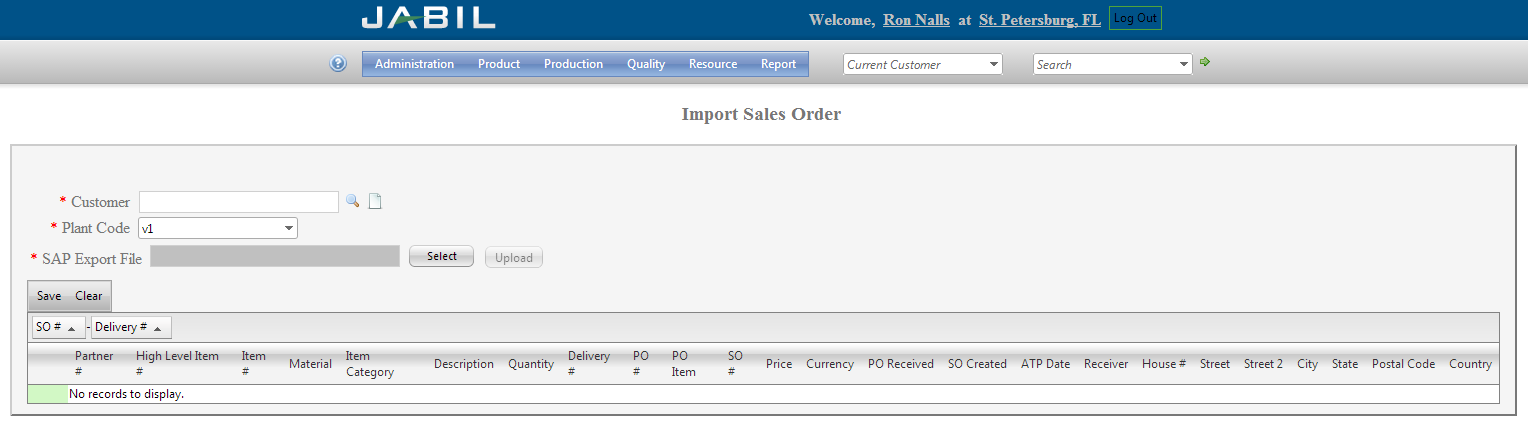 JABIL
Welcome, Ron Nalls at St. Petersburg, FL Log Out
Administration Product Production Quality Resource Report Current Customer Search
Import Sales Order
* Customer
* Plant Code v1
* SAP Export File Select Upload
Save Clear
SO # - Delivery #
Partner # High Level Item # Item # Material Item Category Description Quantity Delivery # PO # PO Item SO # Price Currency PO Received SO Created ATP Date Receiver House # Street Street 2 City State Postal Code Country
No records to display.